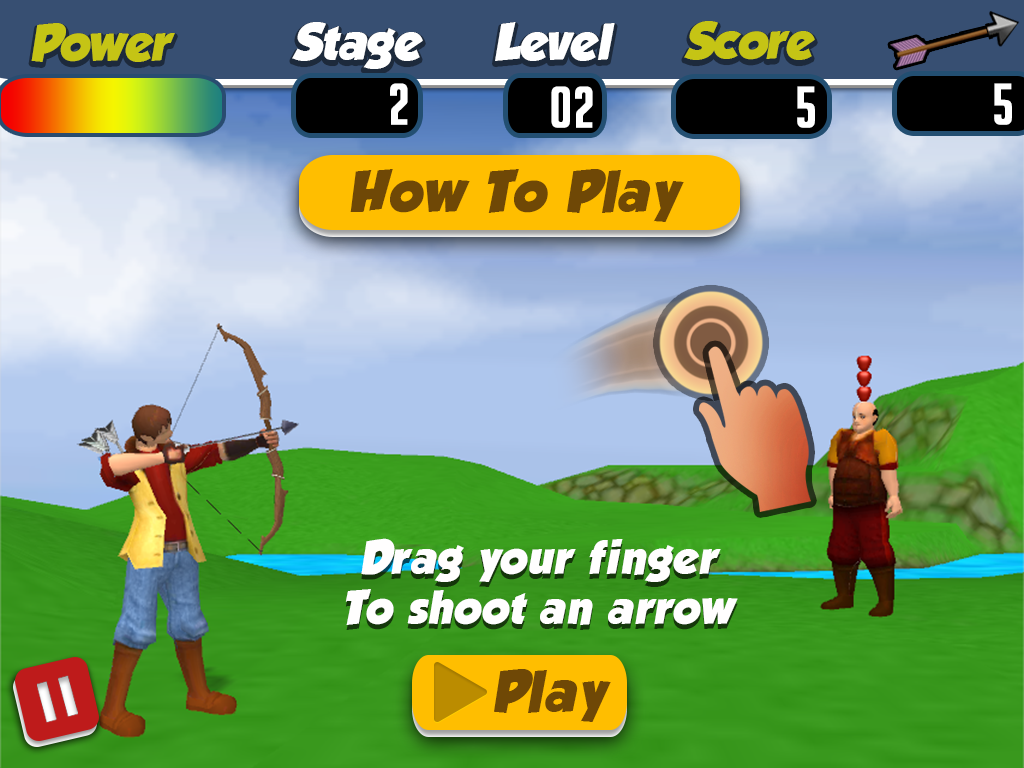 Power Stage Level Score
2 02 5 5
How To Play
Drag your finger
To shoot an arrow
Play